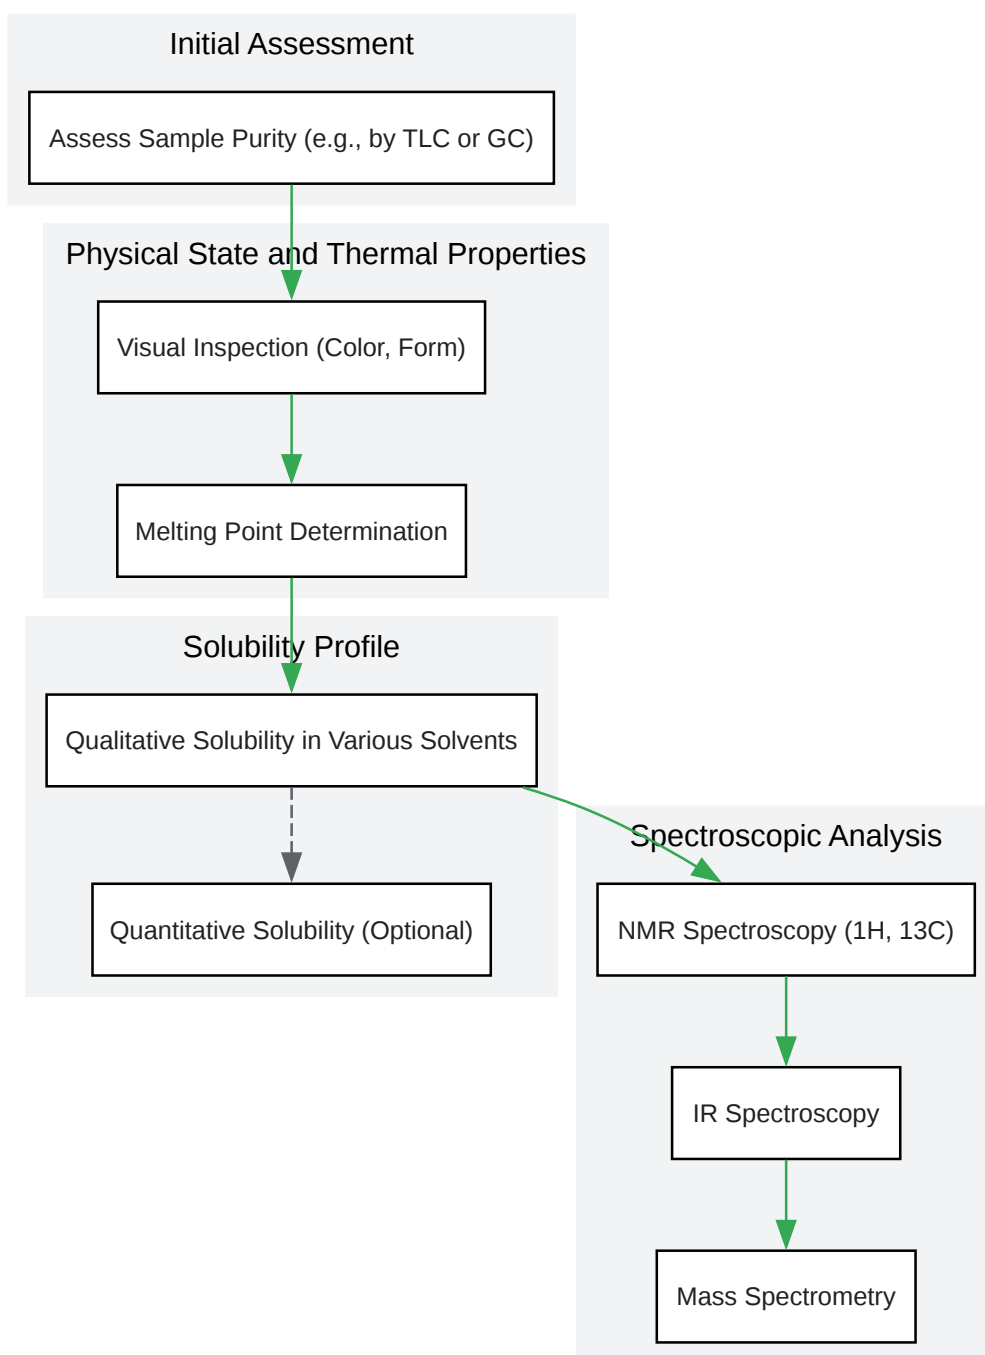 Initial Assessment
Assess Sample Purity (e.g., by TLC or GC)
Physical State and Thermal Properties
Visual Inspection (Color, Form)
Melting Point Determination
Solubility Profile
Qualitative Solubility in Various Solvents
Quantitative Solubility (Optional)
Spectroscopic Analysis
NMR Spectroscopy (1H, 13C)
IR Spectroscopy
Mass Spectrometry